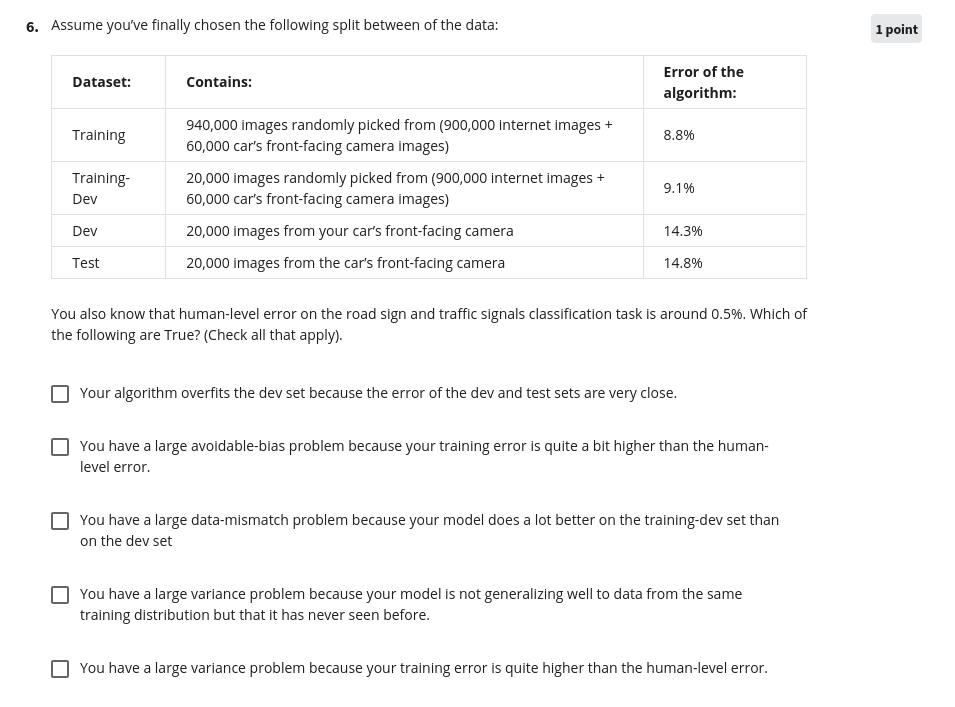 6. Assume you’ve finally chosen the following split between of the data:
1 point
Dataset: Contains: Error of the
algorithm:
Training 940,000 images randomly picked from (900,000 internet images +
60,000 car’s front-facing camera images) 8.8%
Training-
Dev 20,000 images randomly picked from (900,000 internet images +
60,000 car’s front-facing camera images) 9.1%
Dev 20,000 images from your car’s front-facing camera 14.3%
Test 20,000 images from the car’s front-facing camera 14.8%
You also know that human-level error on the road sign and traffic signals classification task is around 0.5%. Which of
the following are True? (Check all that apply).
Your algorithm overfits the dev set because the error of the dev and test sets are very close.
You have a large avoidable-bias problem because your training error is quite a bit higher than the human-
level error.
You have a large data-mismatch problem because your model does a lot better on the training-dev set than
on the dev set
You have a large variance problem because your model is not generalizing well to data from the same
training distribution but that it has never seen before.
You have a large variance problem because your training error is quite higher than the human-level error.